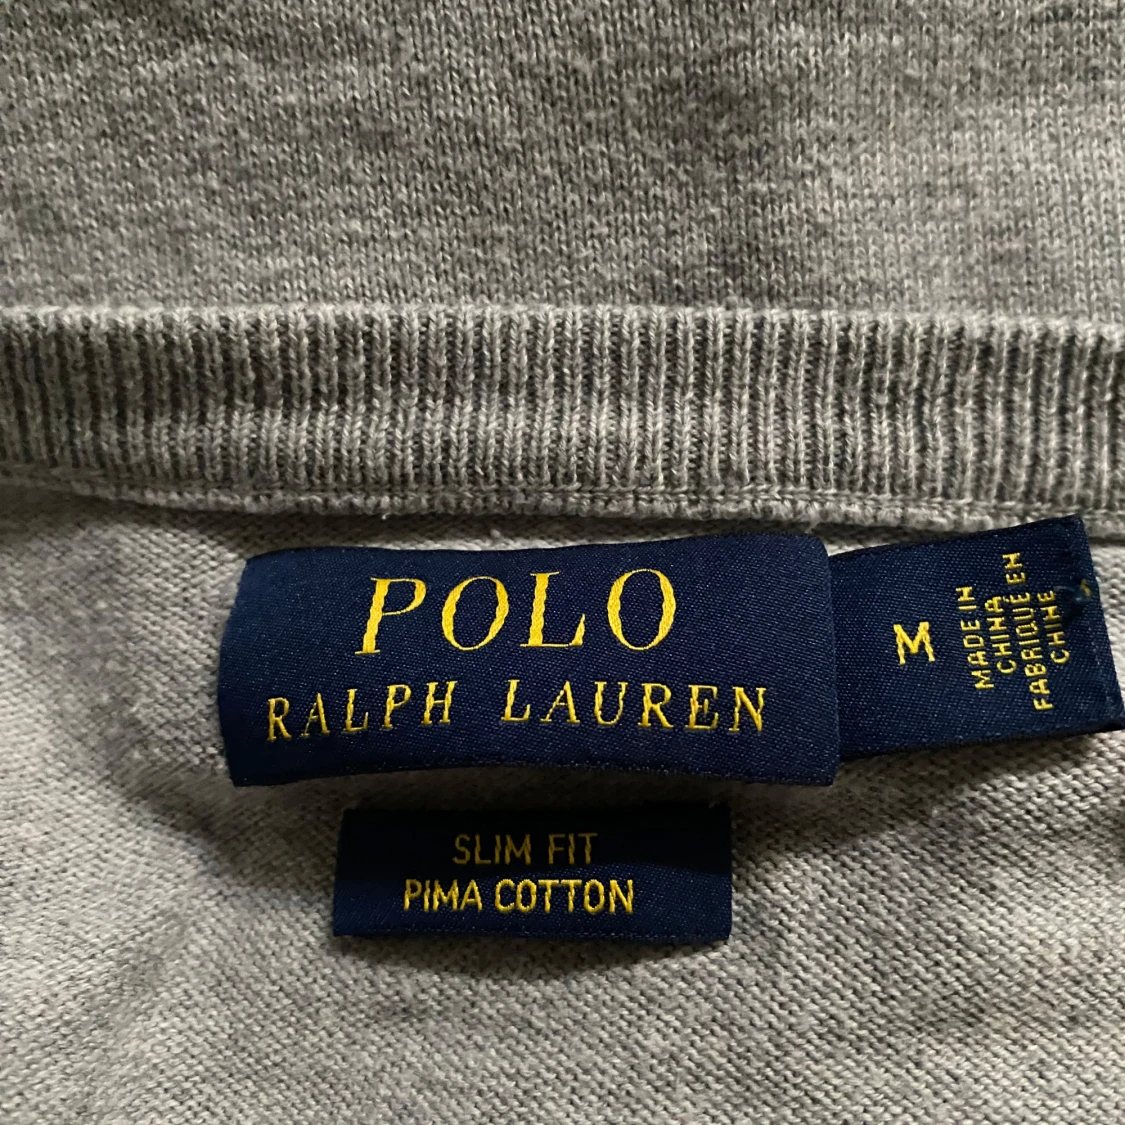 POLO
RALPH LAUREN
M
MADE IN
CHINA
FABRIQUÉ EN
CHINE
SLIM FIT
PIMA COTTON